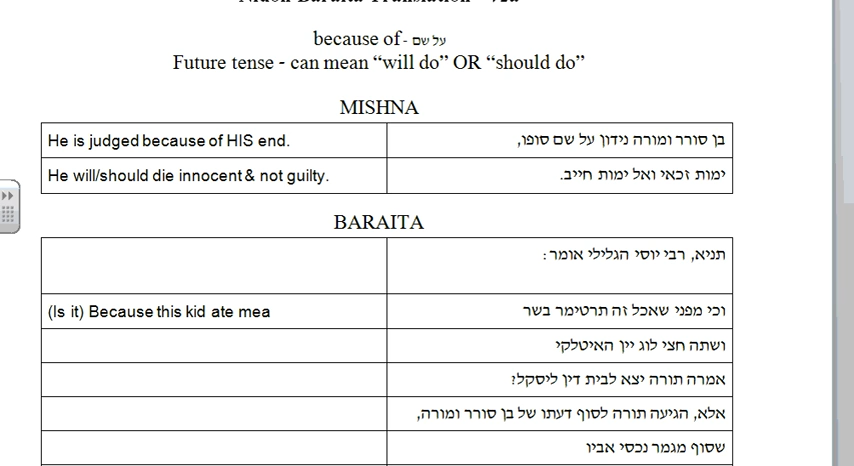 because of - על שם
Future tense - can mean “will do” OR “should do”
MISHNA
He is judged because of HIS end.
בן סורר ומורה נידון על שם סופו,
He will/should die innocent & not guilty.
ימות זכאי ואל ימות חייב.
BARAITA
תניא, רבי יוסי הגלילי אומר:
(Is it) Because this kid ate mea
וכי מפני שאכל זה תרטימר בשר
ושתה חצי לוג יין האיטלקי
אמרה תורה יצא לבית דין ליסקל?
אלא, הגיעה תורה לסוף דעתו של בן סורר ומורה,
שסוף מגמר נכסי אביו